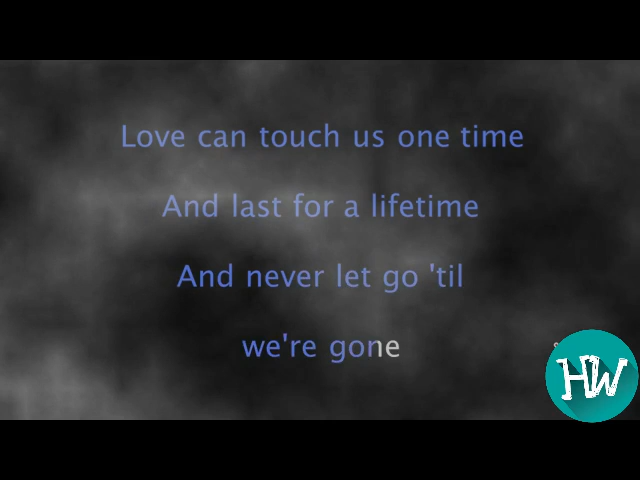 Love can touch us one time
And last for a lifetime
And never let go 'til
we're gone
HW